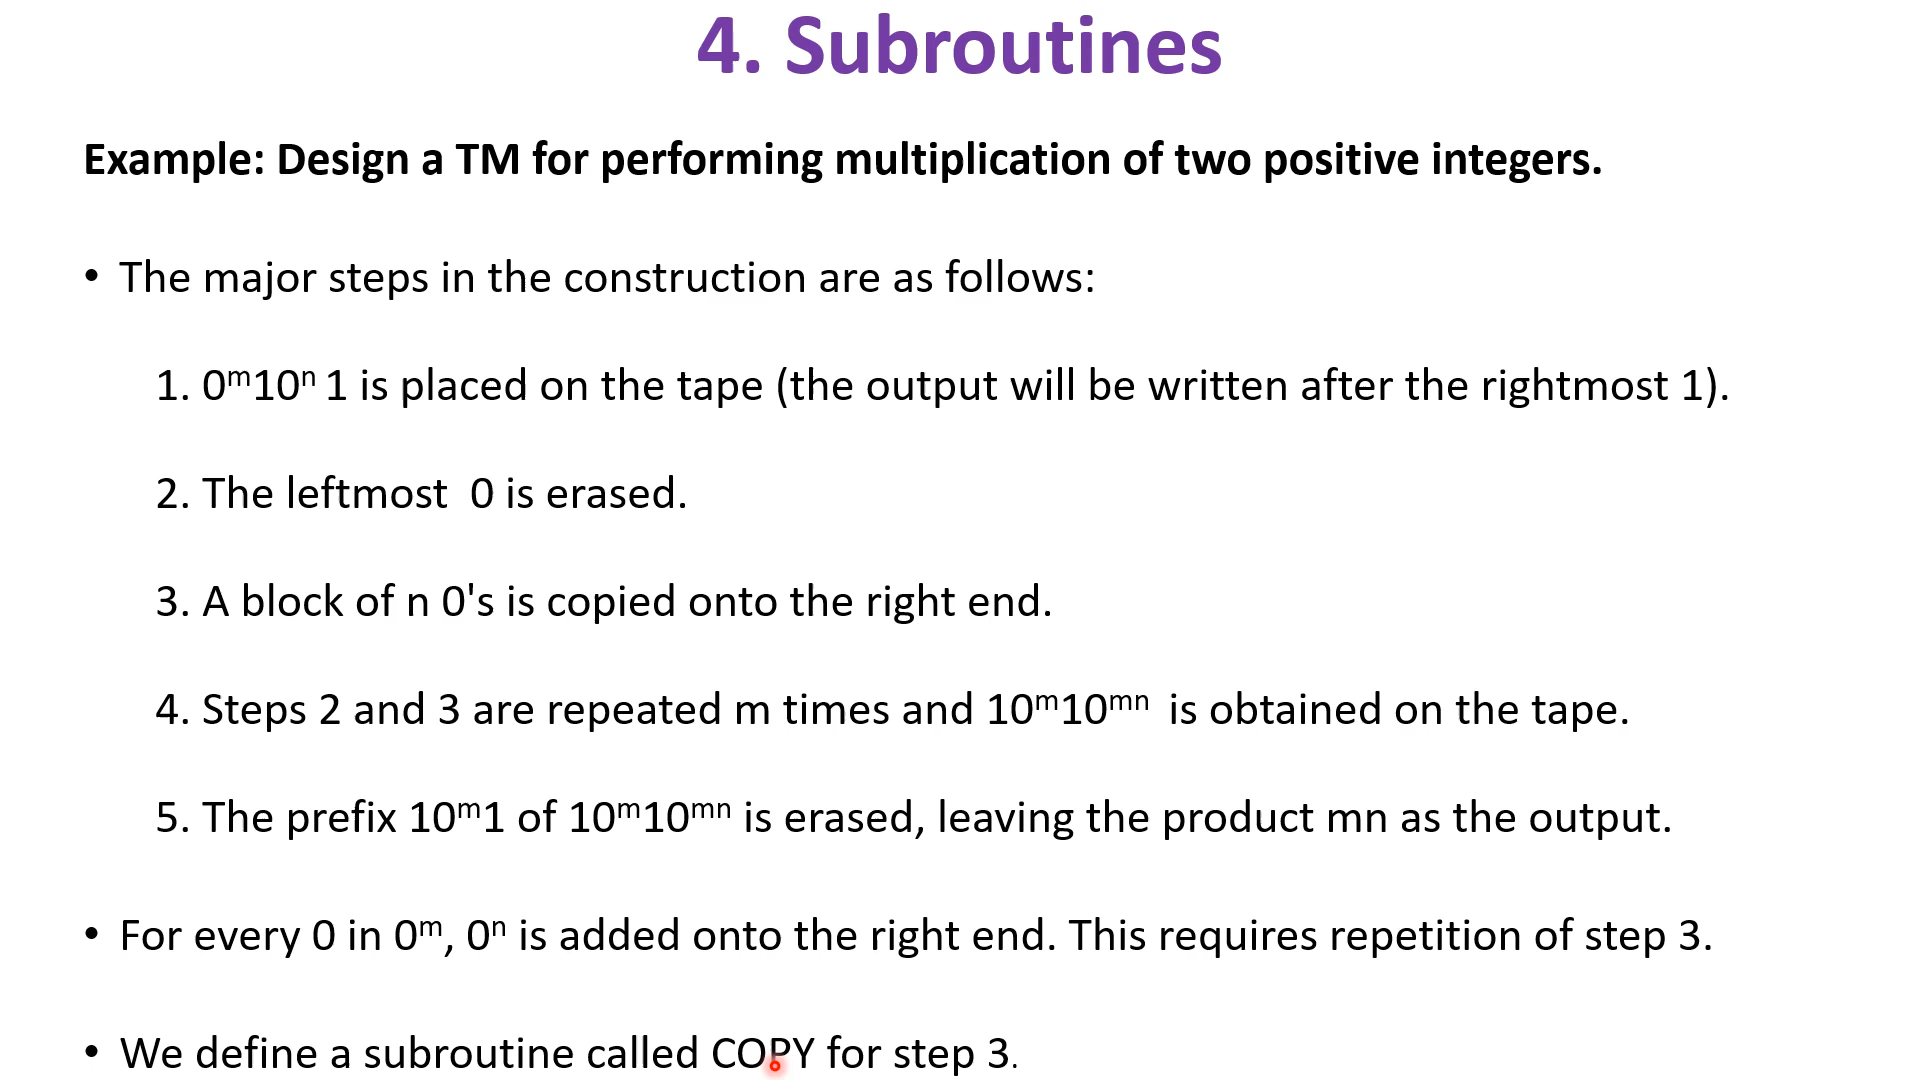 4. Subroutines
Example: Design a TM for performing multiplication of two positive integers.
• The major steps in the construction are as follows:
1. 0ᵐ10ⁿ 1 is placed on the tape (the output will be written after the rightmost 1).
2. The leftmost 0 is erased.
3. A block of n 0's is copied onto the right end.
4. Steps 2 and 3 are repeated m times and 10ᵐ10ᵐⁿ is obtained on the tape.
5. The prefix 10ᵐ1 of 10ᵐ10ᵐⁿ is erased, leaving the product mn as the output.
• For every 0 in 0ᵐ, 0ⁿ is added onto the right end. This requires repetition of step 3.
• We define a subroutine called COPY for step 3.